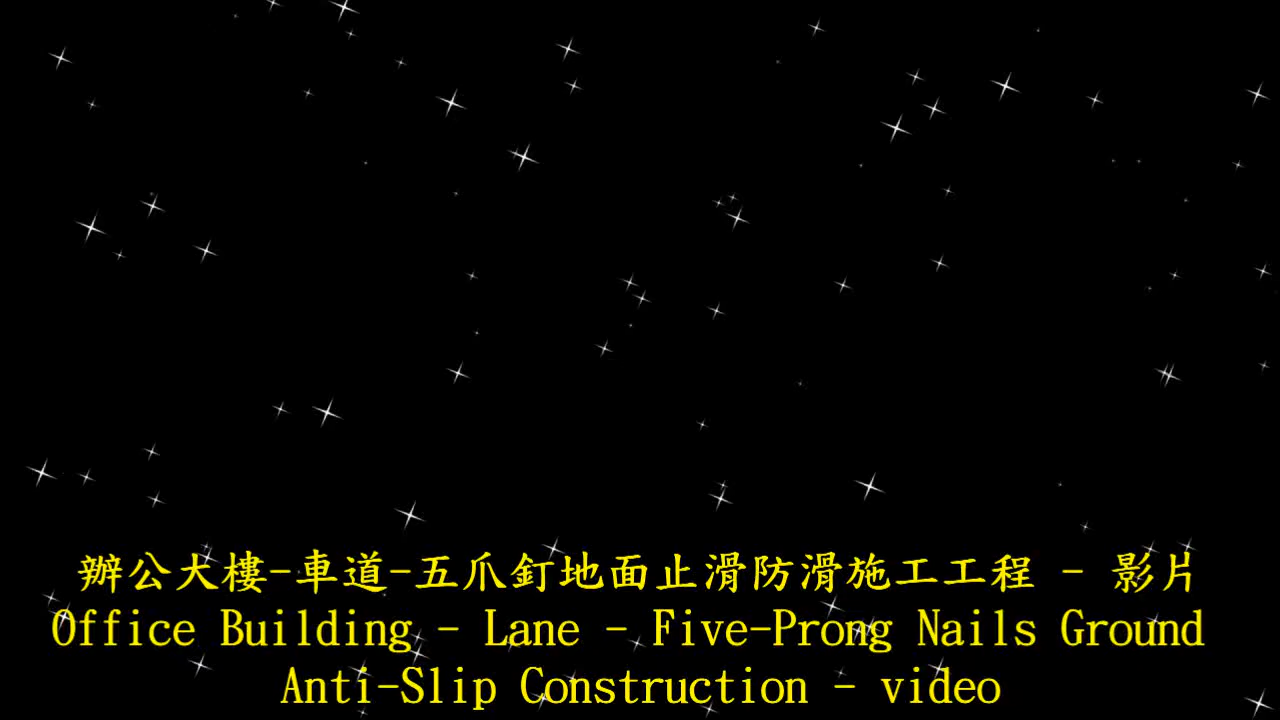 辦公大樓-車道-五爪釘地面止滑防滑施工工程 - 影片
Office Building - Lane - Five-Prong Nails Ground
Anti-Slip Construction - video